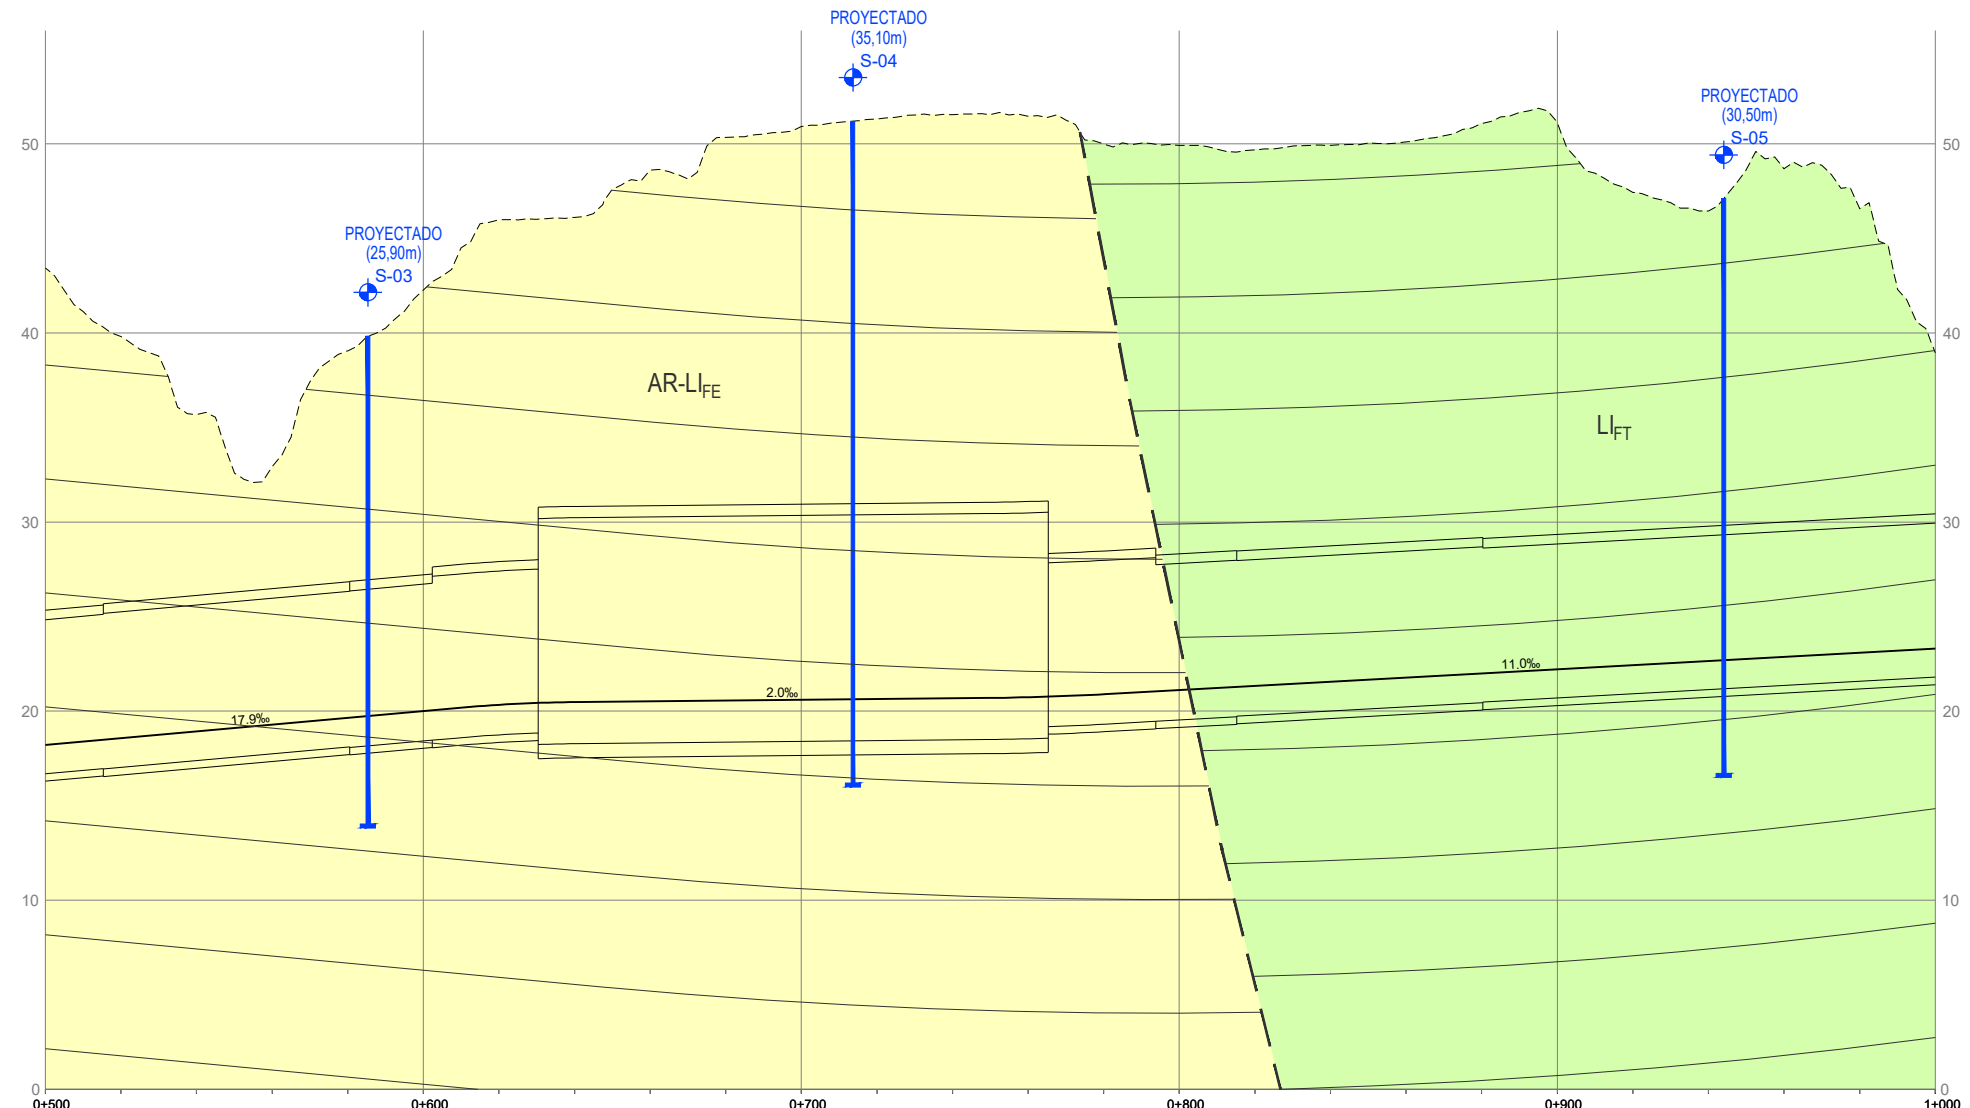 PROYECTADO
(35,10m)
S-04
PROYECTADO
(30,50m)
S-05
50
50
PROYECTADO
(25,90m)
S-03
40
40
AR-LIFE
LIFT
30
30
11.0‰
2.0‰
17.9‰
20
20
10
10
0
0
0+500
0+600
0+700
0+800
0+900
1+000